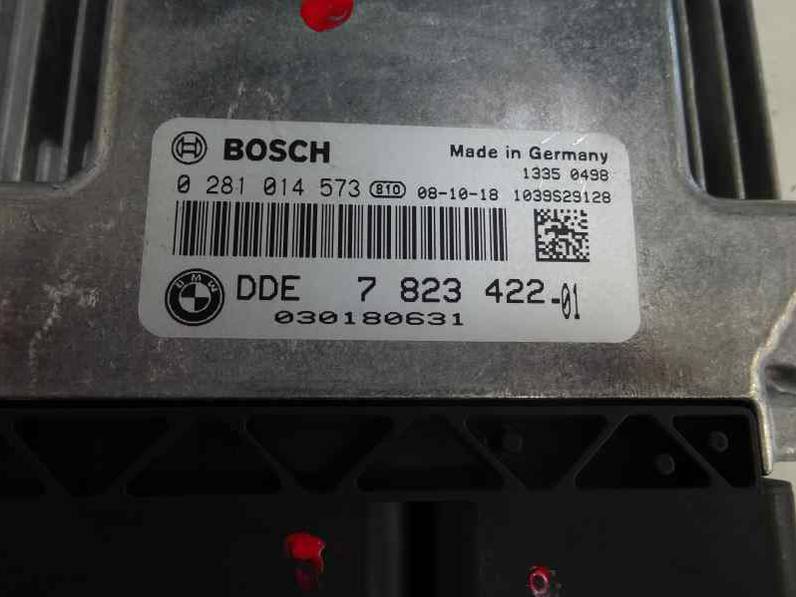 BOSCH Made in Germany
1335 0498
0 281 014 573 810 08-10-18 1039S29128
BMW DDE 7 823 422-01
030180631